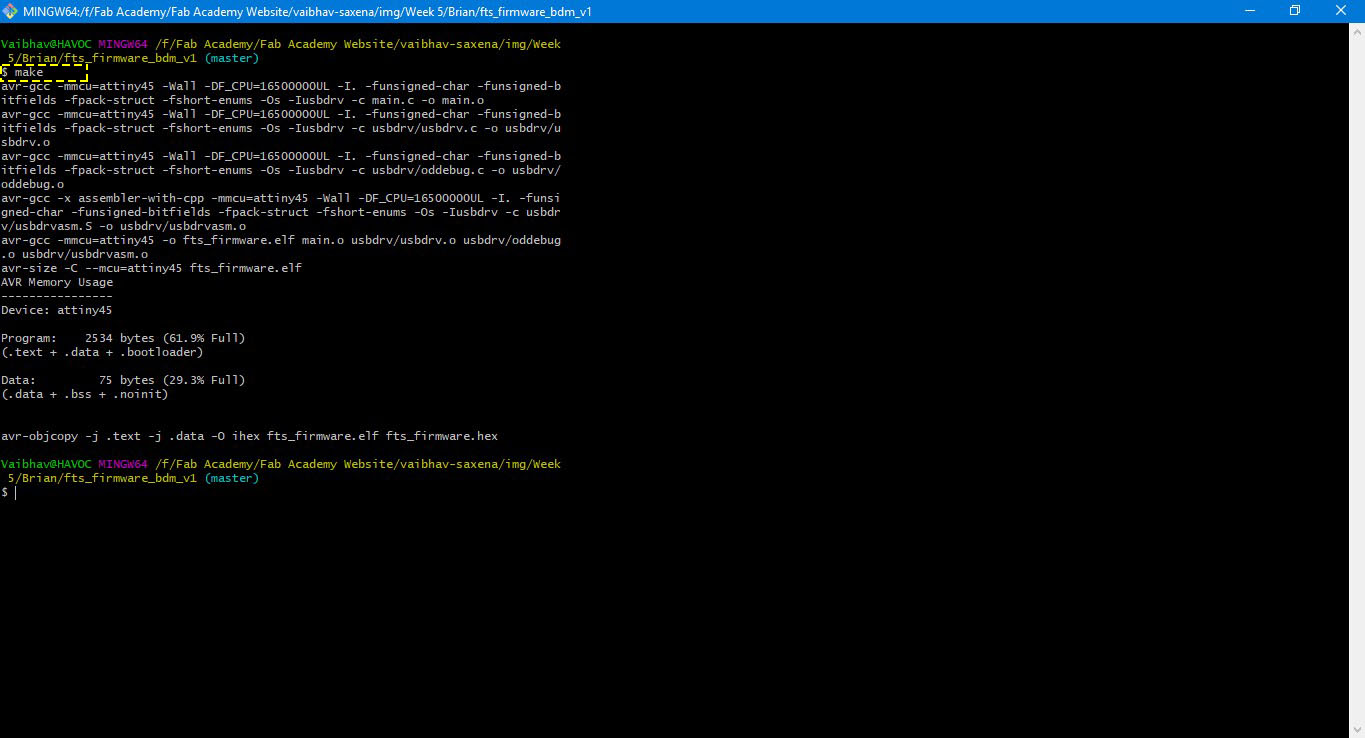 MINGW64:/f/Fab Academy/Fab Academy Website/vaibhav-saxena/img/Week 5/Brian/fts_firmware_bdm_v1
Vaibhav@HAVOC MINGW64 /f/Fab Academy/Fab Academy Website/vaibhav-saxena/img/Week
 5/Brian/fts_firmware_bdm_v1 (master)
$ make
avr-gcc -mmcu=attiny45 -Wall -DF_CPU=16500000UL -I. -funsigned-char -funsigned-b
itfields -fpack-struct -fshort-enums -Os -Iusbdrv -c main.c -o main.o
avr-gcc -mmcu=attiny45 -Wall -DF_CPU=16500000UL -I. -funsigned-char -funsigned-b
itfields -fpack-struct -fshort-enums -Os -Iusbdrv -c usbdrv/usbdrv.c -o usbdrv/u
sbdrv.o
avr-gcc -mmcu=attiny45 -Wall -DF_CPU=16500000UL -I. -funsigned-char -funsigned-b
itfields -fpack-struct -fshort-enums -Os -Iusbdrv -c usbdrv/oddebug.c -o usbdrv/
oddebug.o
avr-gcc -x assembler-with-cpp -mmcu=attiny45 -Wall -DF_CPU=16500000UL -I. -funsi
gned-char -funsigned-bitfields -fpack-struct -fshort-enums -Os -Iusbdrv -c usbdr
v/usbdrvasm.S -o usbdrv/usbdrvasm.o
avr-gcc -mmcu=attiny45 -o fts_firmware.elf main.o usbdrv/usbdrv.o usbdrv/oddebug
.o usbdrv/usbdrvasm.o
avr-size -C --mcu=attiny45 fts_firmware.elf
AVR Memory Usage
----------------
Device: attiny45
Program:    2534 bytes (61.9% Full)
(.text + .data + .bootloader)
Data:         75 bytes (29.3% Full)
(.data + .bss + .noinit)
avr-objcopy -j .text -j .data -O ihex fts_firmware.elf fts_firmware.hex
Vaibhav@HAVOC MINGW64 /f/Fab Academy/Fab Academy Website/vaibhav-saxena/img/Week
 5/Brian/fts_firmware_bdm_v1 (master)
$